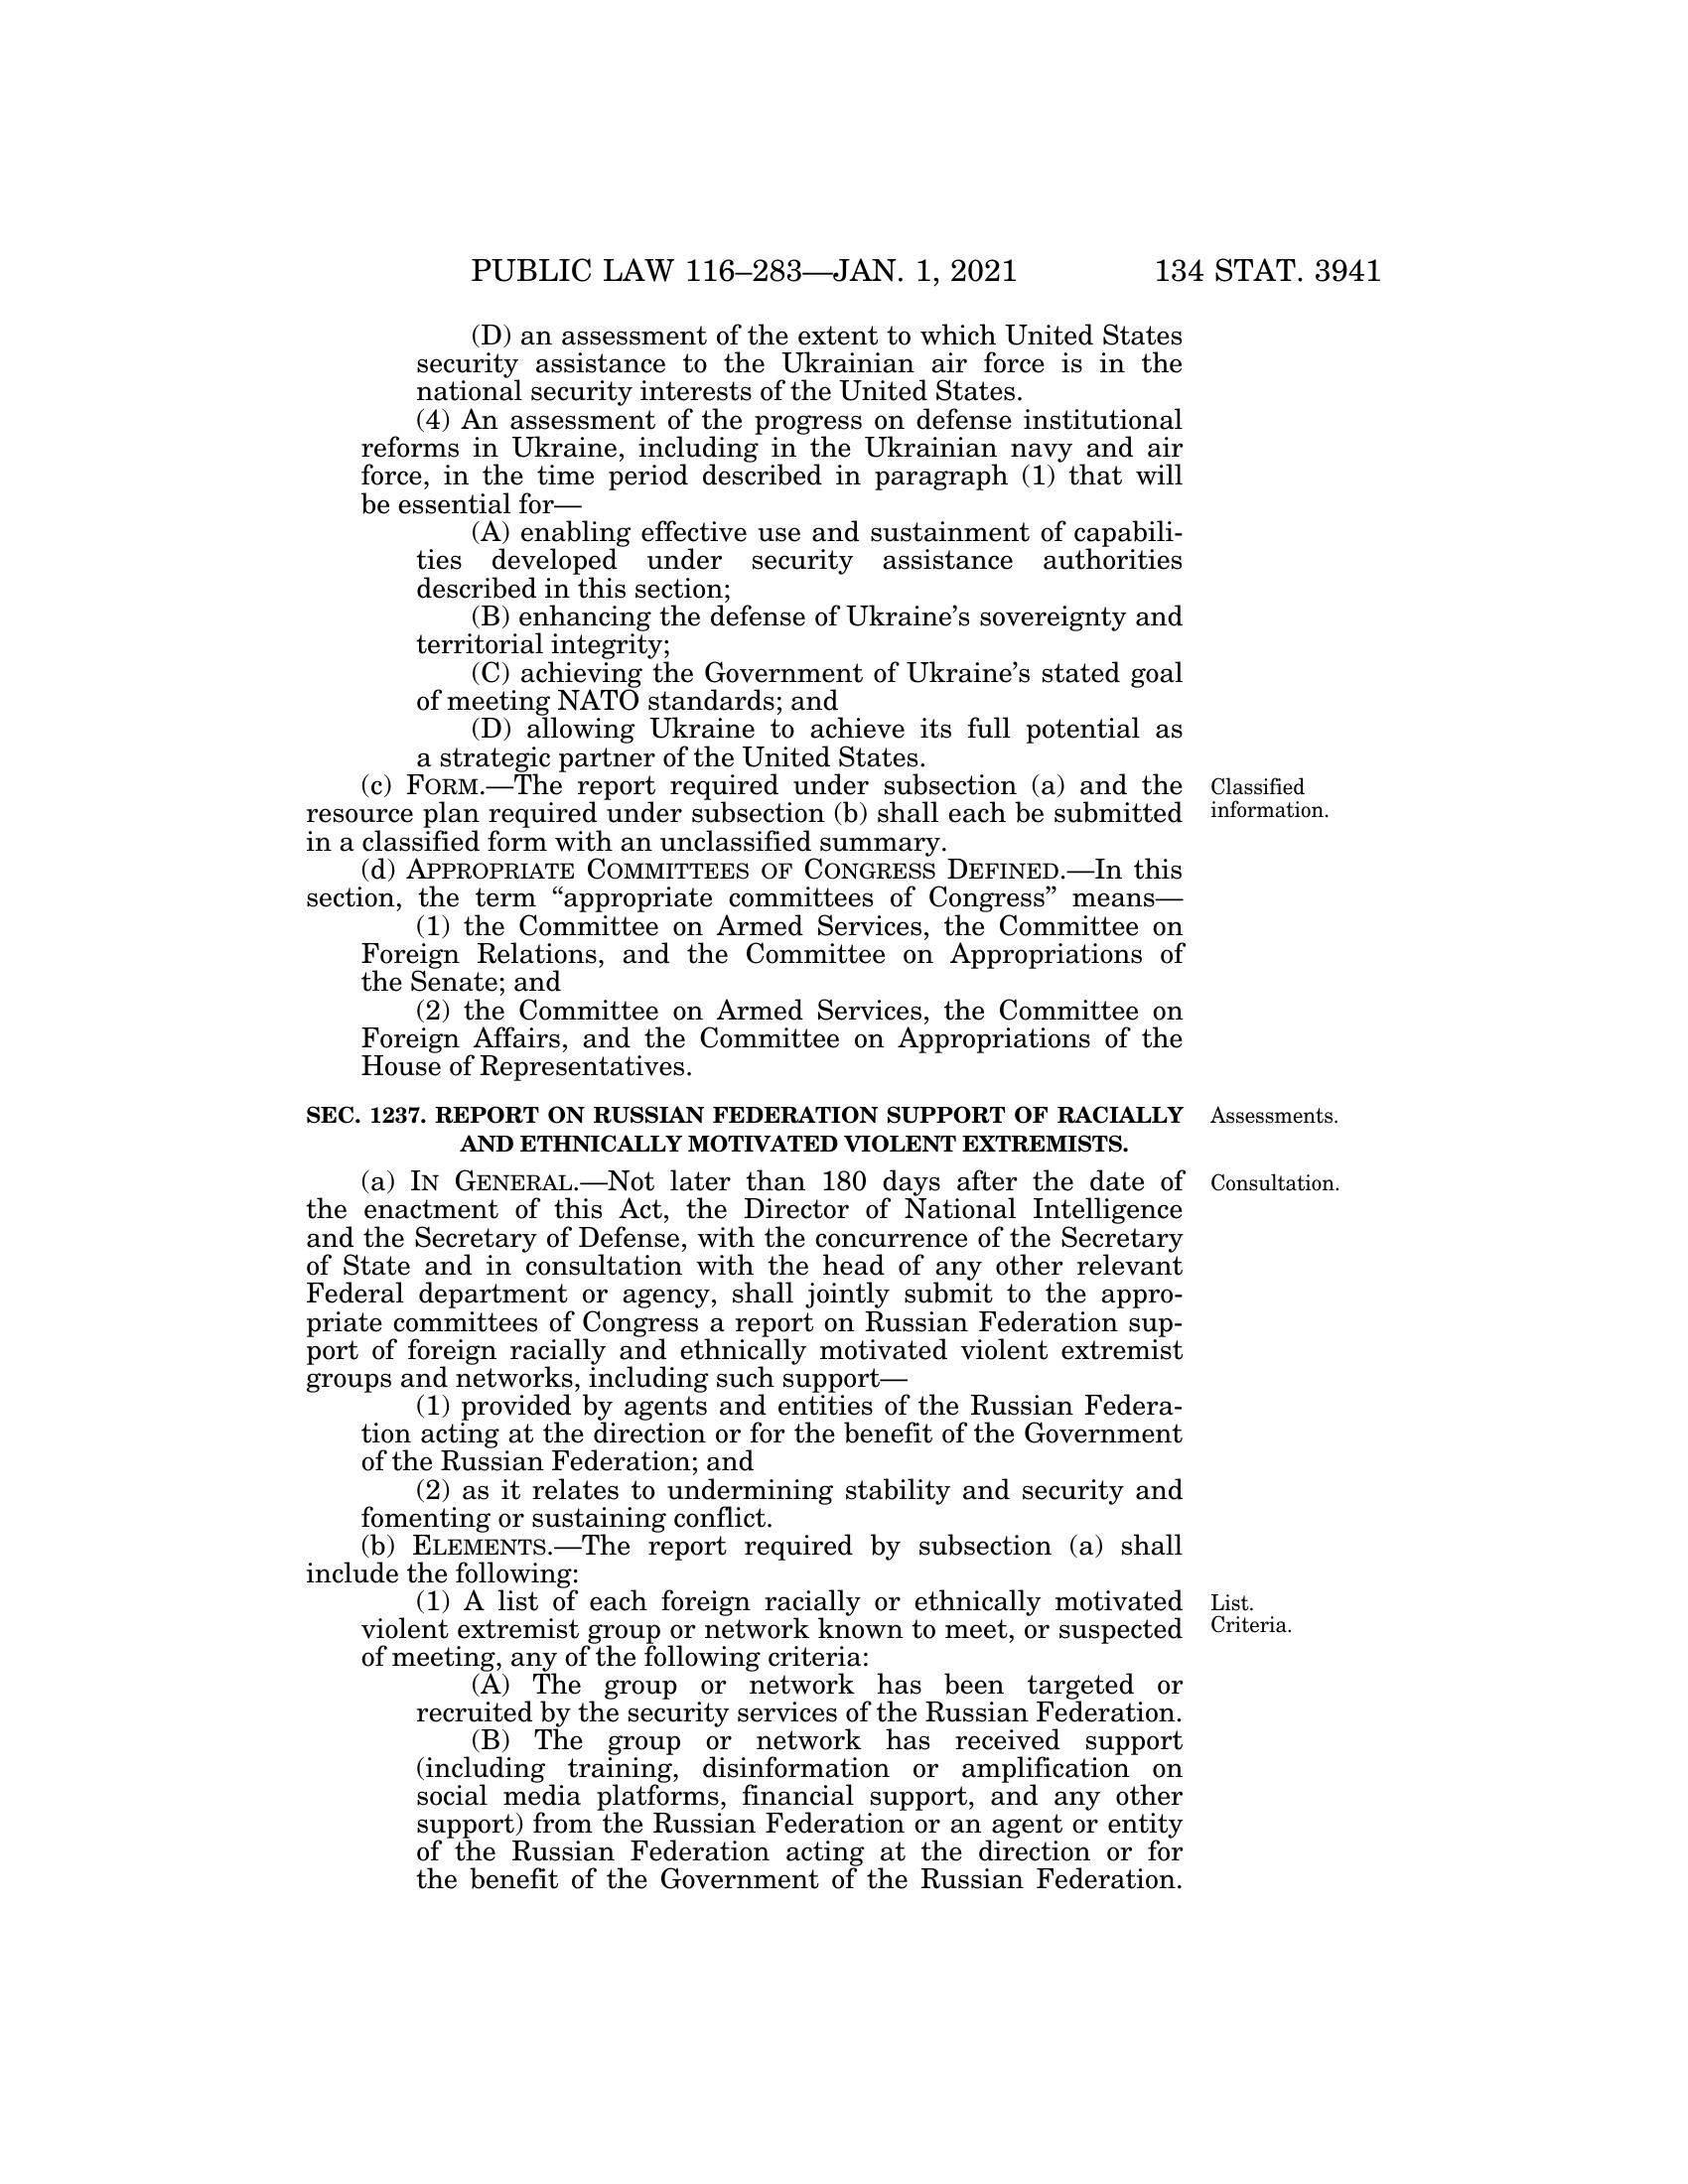 PUBLIC LAW 116–283—JAN. 1, 2021 134 STAT. 3941
(D) an assessment of the extent to which United States
security assistance to the Ukrainian air force is in the
national security interests of the United States.
(4) An assessment of the progress on defense institutional
reforms in Ukraine, including in the Ukrainian navy and air
force, in the time period described in paragraph (1) that will
be essential for—
(A) enabling effective use and sustainment of capabili-
ties developed under security assistance authorities
described in this section;
(B) enhancing the defense of Ukraine’s sovereignty and
territorial integrity;
(C) achieving the Government of Ukraine’s stated goal
of meeting NATO standards; and
(D) allowing Ukraine to achieve its full potential as
a strategic partner of the United States.
(c) FORM.—The report required under subsection (a) and the
resource plan required under subsection (b) shall each be submitted
in a classified form with an unclassified summary.
Classified
information.
(d) APPROPRIATE COMMITTEES OF CONGRESS DEFINED.—In this
section, the term “appropriate committees of Congress” means—
(1) the Committee on Armed Services, the Committee on
Foreign Relations, and the Committee on Appropriations of
the Senate; and
(2) the Committee on Armed Services, the Committee on
Foreign Affairs, and the Committee on Appropriations of the
House of Representatives.
SEC. 1237. REPORT ON RUSSIAN FEDERATION SUPPORT OF RACIALLY
AND ETHNICALLY MOTIVATED VIOLENT EXTREMISTS.
Assessments.
(a) IN GENERAL.—Not later than 180 days after the date of
the enactment of this Act, the Director of National Intelligence
and the Secretary of Defense, with the concurrence of the Secretary
of State and in consultation with the head of any other relevant
Federal department or agency, shall jointly submit to the appro-
priate committees of Congress a report on Russian Federation sup-
port of foreign racially and ethnically motivated violent extremist
groups and networks, including such support—
Consultation.
(1) provided by agents and entities of the Russian Federa-
tion acting at the direction or for the benefit of the Government
of the Russian Federation; and
(2) as it relates to undermining stability and security and
fomenting or sustaining conflict.
(b) ELEMENTS.—The report required by subsection (a) shall
include the following:
(1) A list of each foreign racially or ethnically motivated
violent extremist group or network known to meet, or suspected
of meeting, any of the following criteria:
List.
Criteria.
(A) The group or network has been targeted or
recruited by the security services of the Russian Federation.
(B) The group or network has received support
(including training, disinformation or amplification on
social media platforms, financial support, and any other
support) from the Russian Federation or an agent or entity
of the Russian Federation acting at the direction or for
the benefit of the Government of the Russian Federation.